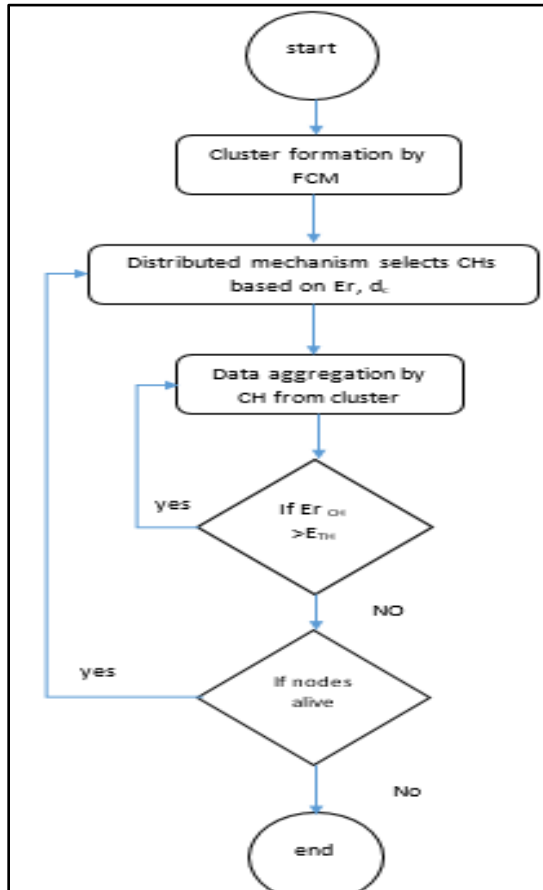 start
Cluster formation by
FCM
Distributed mechanism selects CHs
based on Er, dc
Data aggregation by
CH from cluster
yes
If Er CH
>ETH
NO
yes
If nodes
alive
No
end